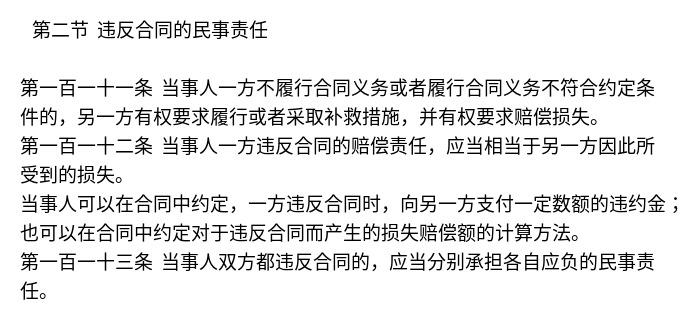 第二节 违反合同的民事责任
第一百一十一条 当事人一方不履行合同义务或者履行合同义务不符合约定条
件的，另一方有权要求履行或者采取补救措施，并有权要求赔偿损失。
第一百一十二条 当事人一方违反合同的赔偿责任，应当相当于另一方因此所
受到的损失。
当事人可以在合同中约定，一方违反合同时，向另一方支付一定数额的违约金；
也可以在合同中约定对于违反合同而产生的损失赔偿额的计算方法。
第一百一十三条 当事人双方都违反合同的，应当分别承担各自应负的民事责
任。